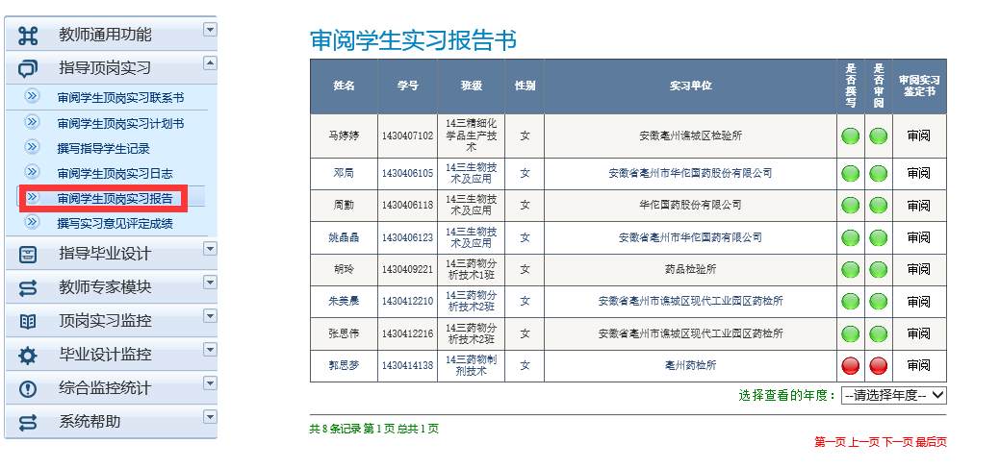 教师通用功能
指导顶岗实习
审阅学生顶岗实习联系书
审阅学生顶岗实习计划书
撰写指导学生记录
审阅学生顶岗实习日志
审阅学生顶岗实习报告
撰写实习意见评定成绩
指导毕业设计
教师专家模块
顶岗实习监控
毕业设计监控
综合监控统计
系统帮助
审阅学生实习报告书
姓名 学号 班级 性别 实习单位 是否撰写 是否审阅 审阅实习鉴定书
马婷婷 1430407102 14三精细化学品生产技术 女 安徽亳州谯城区检验所 审阅
邓局 1430406105 14三生物技术及应用 女 安徽省亳州市华佗国药股份有限公司 审阅
周勤 1430406118 14三生物技术及应用 女 华佗国药股份有限公司 审阅
姚晶晶 1430406123 14三生物技术及应用 女 安徽省亳州市华佗国药有限公司 审阅
胡玲 1430409221 14三药物分析技术1班 女 药品检验所 审阅
朱美晨 1430412210 14三药物分析技术2班 女 安徽省亳州市谯城区现代工业园区药检所 审阅
张思伟 1430412216 14三药物分析技术2班 女 安徽省亳州市谯城区现代工业园区药检所 审阅
郭思梦 1430414138 14三药物制剂技术 女 亳州药检所 审阅
选择查看的年度： --请选择年度--
共 8 条记录 第 1 页 总共 1 页
第一页 上一页 下一页 最后页